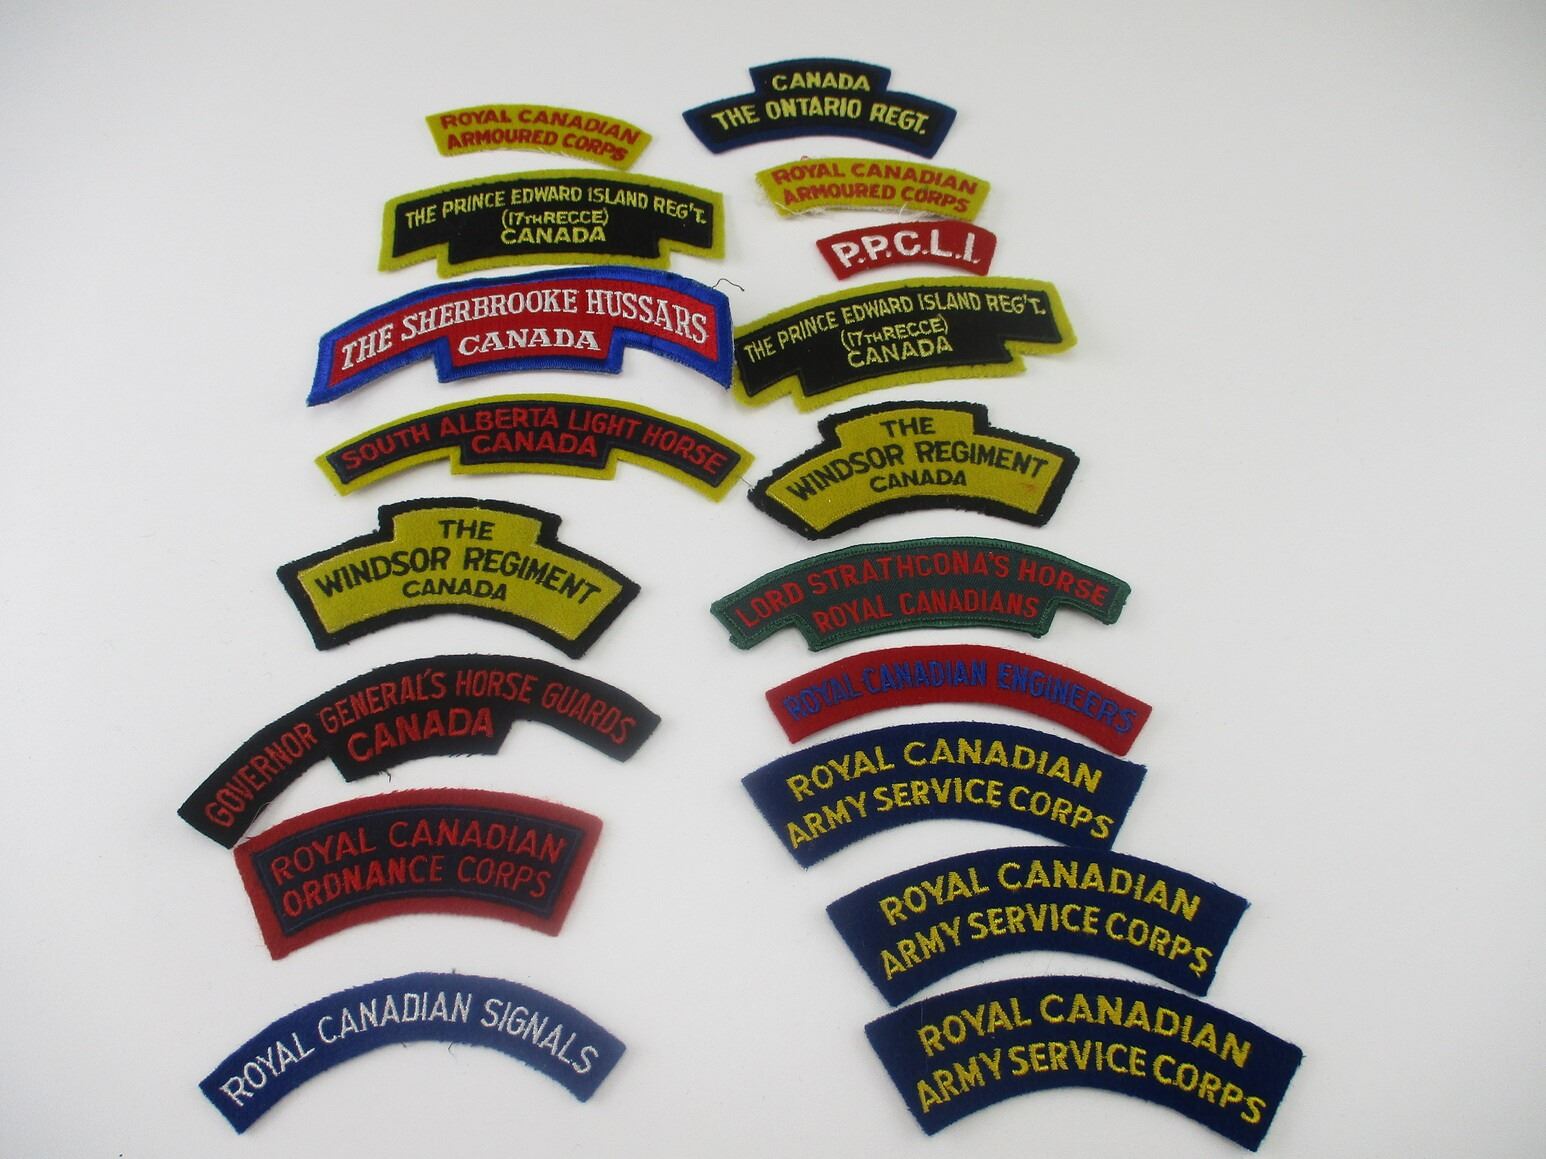 ROYAL CANADIAN
ARMOURED CORPS
THE PRINCE EDWARD ISLAND REG'T.
(17TH RECCE)
CANADA
THE SHERBROOKE HUSSARS
CANADA
SOUTH ALBERTA LIGHT HORSE
CANADA
THE
WINDSOR REGIMENT
CANADA
GOVERNOR GENERAL'S HORSE GUARDS
CANADA
ROYAL CANADIAN
ORDNANCE CORPS
ROYAL CANADIAN SIGNALS
CANADA
THE ONTARIO REGT.
ROYAL CANADIAN
ARMOURED CORPS
P.P.C.L.I.
THE PRINCE EDWARD ISLAND REG'T.
(17TH RECCE)
CANADA
THE
WINDSOR REGIMENT
CANADA
LORD STRATHCONA'S HORSE
ROYAL CANADIANS
ROYAL CANADIAN ENGINEERS
ROYAL CANADIAN
ARMY SERVICE CORPS
ROYAL CANADIAN
ARMY SERVICE CORPS
ROYAL CANADIAN
ARMY SERVICE CORPS